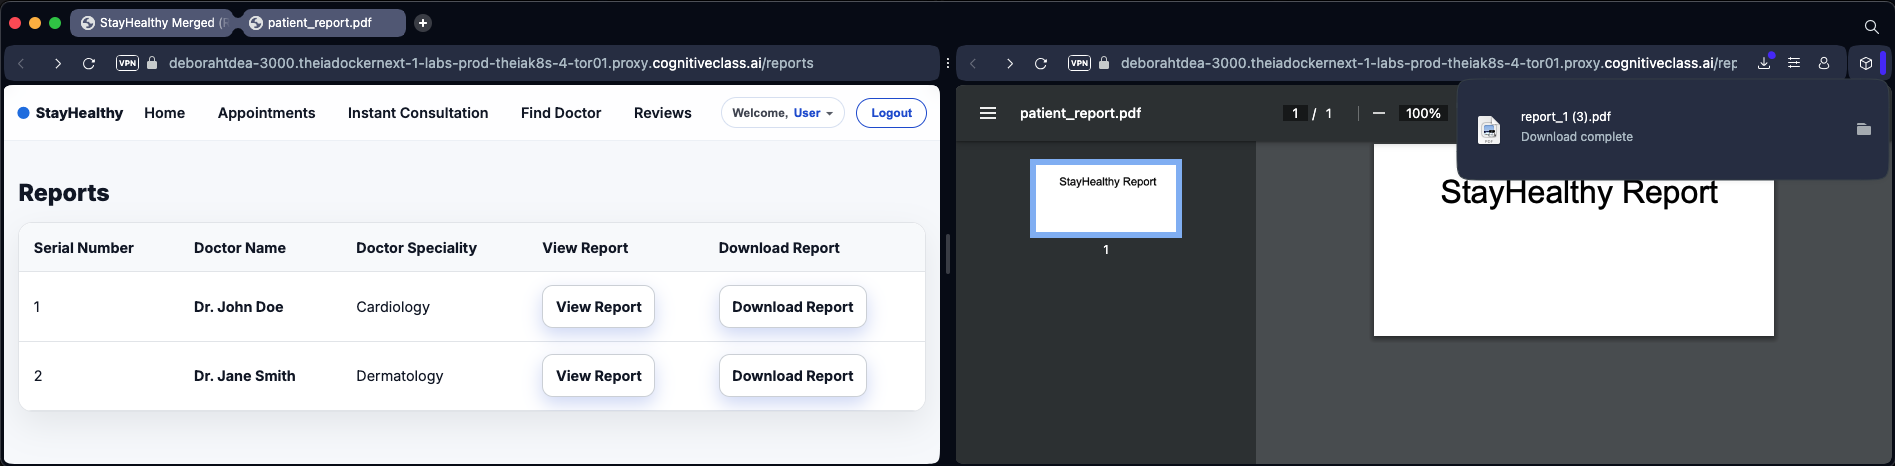 StayHealthy Merged (R
patient_report.pdf
VPN
deborahtdea-3000.theiadockernext-1-labs-prod-theiak8s-4-tor01.proxy.cognitiveclass.ai/reports
StayHealthy Home Appointments Instant Consultation Find Doctor Reviews Welcome, User Logout
Reports
Serial Number Doctor Name Doctor Speciality View Report Download Report
1 Dr. John Doe Cardiology View Report Download Report
2 Dr. Jane Smith Dermatology View Report Download Report
VPN
deborahtdea-3000.theiadockernext-1-labs-prod-theiak8s-4-tor01.proxy.cognitiveclass.ai/rep
patient_report.pdf 1 / 1 100%
report_1 (3).pdf
Download complete
PDF
StayHealthy Report
1
StayHealthy Report